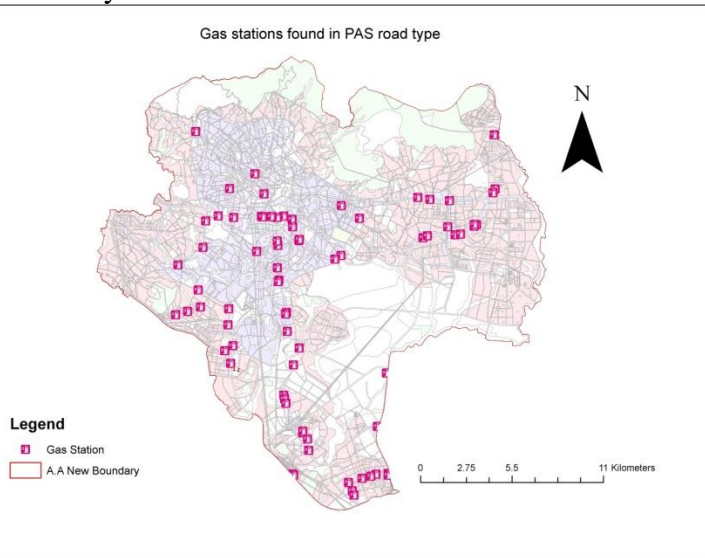 Gas stations found in PAS road type
N
Legend
Gas Station
A.A New Boundary
0 2.75 5.5 11 Kilometers